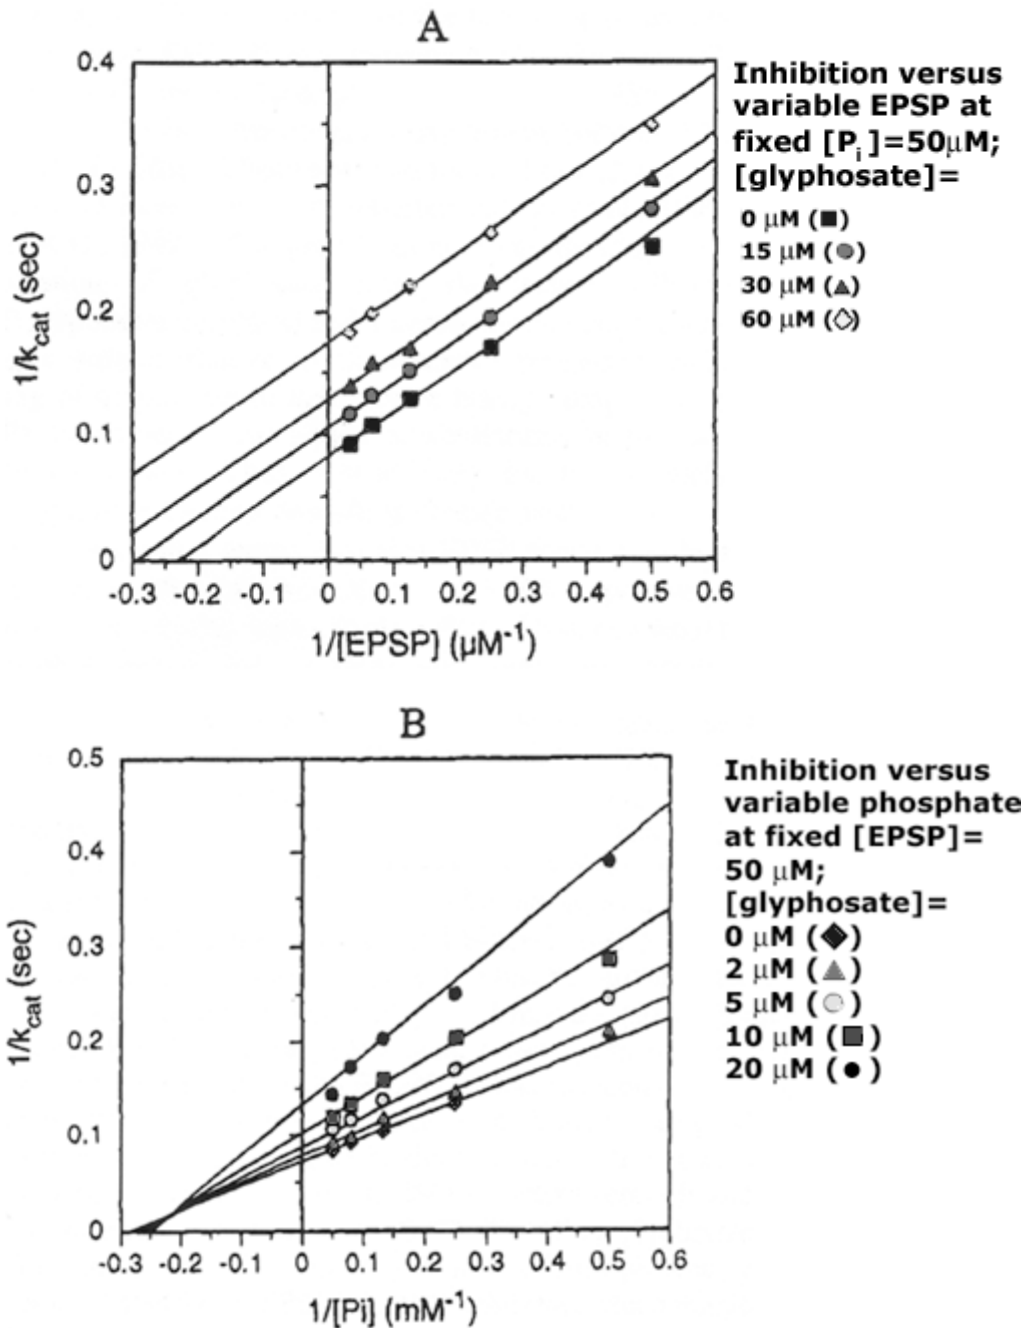 A
0.4
0.3
0.2
0.1
0
1/kcat (sec)
-0.3 -0.2 -0.1 0 0.1 0.2 0.3 0.4 0.5 0.6
1/[EPSP] (μM-1)
Inhibition versus
variable EPSP at
fixed [Pi]=50μM;
[glyphosate]=
0 μM (■)
15 μM (●)
30 μM (▲)
60 μM (◇)
B
0.5
0.4
0.3
0.2
0.1
0
1/kcat (sec)
-0.3 -0.2 -0.1 0 0.1 0.2 0.3 0.4 0.5 0.6
1/[Pi] (mM-1)
Inhibition versus
variable phosphate
at fixed [EPSP]=
50 μM;
[glyphosate]=
0 μM (◆)
2 μM (▲)
5 μM (○)
10 μM (■)
20 μM (●)